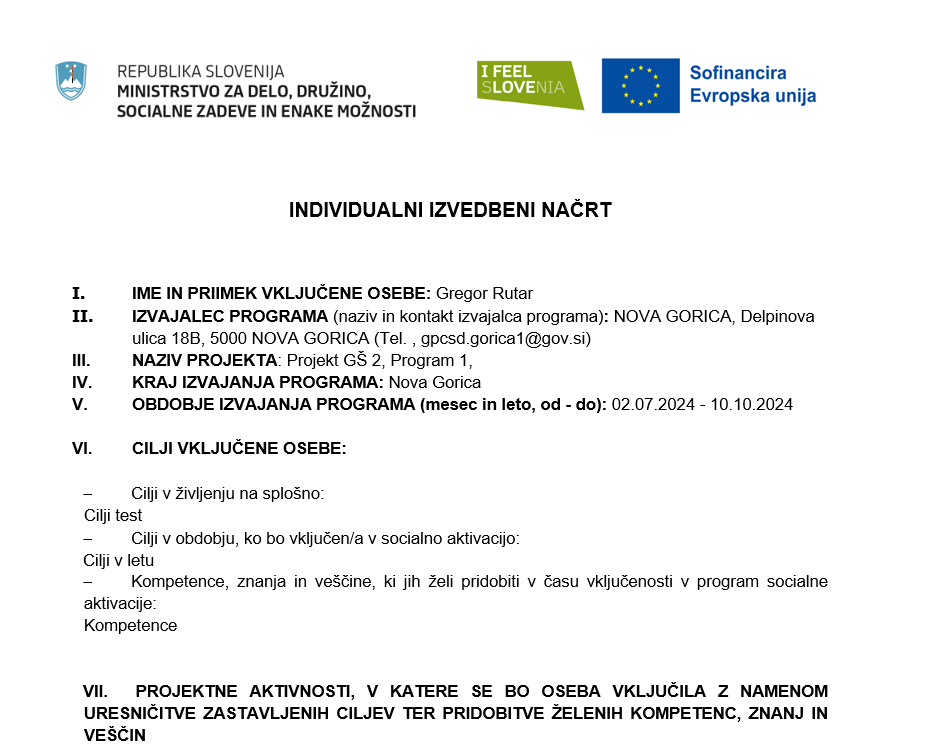 REPUBLIKA SLOVENIJA
MINISTRSTVO ZA DELO, DRUŽINO,
SOCIALNE ZADEVE IN ENAKE MOŽNOSTI
I FEEL
SLOVENIA
Sofinancira
Evropska unija
INDIVIDUALNI IZVEDBENI NAČRT
I. IME IN PRIIMEK VKLJUČENE OSEBE: Gregor Rutar
II. IZVAJALEC PROGRAMA (naziv in kontakt izvajalca programa): NOVA GORICA, Delpinova
ulica 18B, 5000 NOVA GORICA (Tel. , gpcsd.gorica1@gov.si)
III. NAZIV PROJEKTA: Projekt GŠ 2, Program 1,
IV. KRAJ IZVAJANJA PROGRAMA: Nova Gorica
V. OBDOBJE IZVAJANJA PROGRAMA (mesec in leto, od - do): 02.07.2024 - 10.10.2024
VI. CILJI VKLJUČENE OSEBE:
– Cilji v življenju na splošno:
Cilji test
– Cilji v obdobju, ko bo vključen/a v socialno aktivacijo:
Cilji v letu
– Kompetence, znanja in veščine, ki jih želi pridobiti v času vključenosti v program socialne
aktivacije:
Kompetence
VII. PROJEKTNE AKTIVNOSTI, V KATERE SE BO OSEBA VKLJUČILA Z NAMENOM
URESNIČITVE ZASTAVLJENIH CILJEV TER PRIDOBITVE ŽELENIH KOMPETENC, ZNANJ IN
VEŠČIN